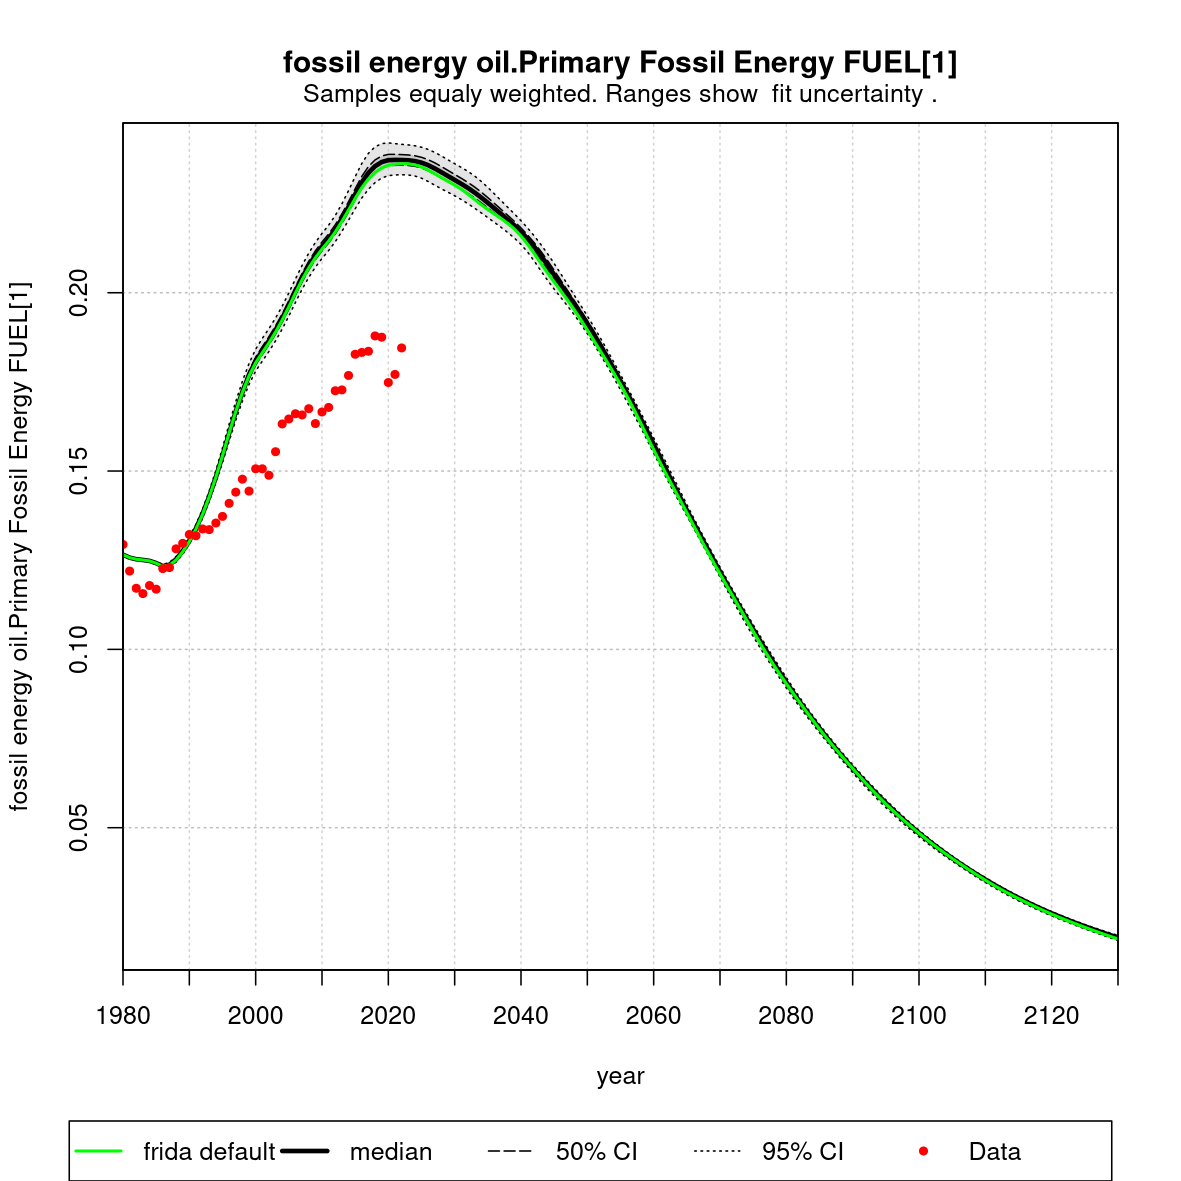 fossil energy oil.Primary Fossil Energy FUEL[1]
Samples equaly weighted. Ranges show  fit uncertainty .
fossil energy oil.Primary Fossil Energy FUEL[1]
0.20
0.15
0.10
0.05
1980 2000 2020 2040 2060 2080 2100 2120
year
frida default median 50% CI 95% CI Data